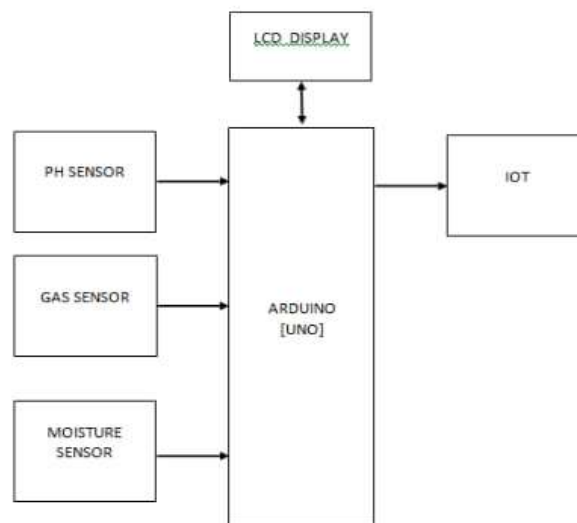 LCD DISPLAY
PH SENSOR
IOT
GAS SENSOR
ARDUINO
[UNO]
MOISTURE
SENSOR